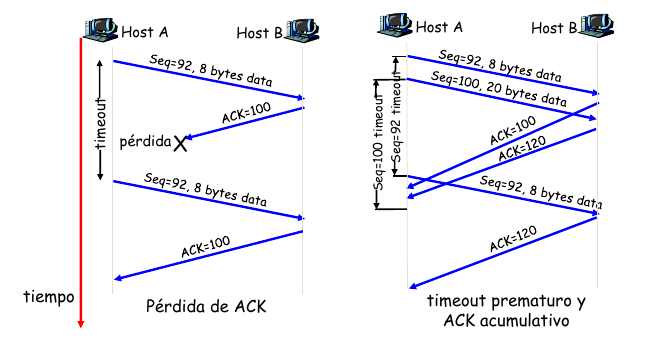 Host A
Host B
Seq=92, 8 bytes data
ACK=100
timeout
pérdida
X
Seq=92, 8 bytes data
ACK=100
tiempo
Pérdida de ACK
Host A
Host B
Seq=92, 8 bytes data
Seq=100, 20 bytes data
Seq=100 timeout
Seq=92 timeout
ACK=100
ACK=120
Seq=92, 8 bytes data
ACK=120
timeout prematuro y
ACK acumulativo